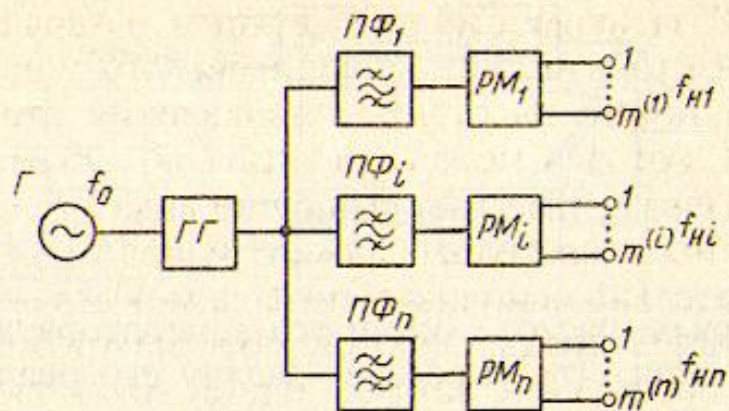 ПФ₁
РМ₁
1
m⁽¹⁾ fн1
Г
f₀
ГГ
ПФi
РМi
1
m⁽ⁱ⁾ fнi
ПФn
РМn
1
m⁽ⁿ⁾ fнn